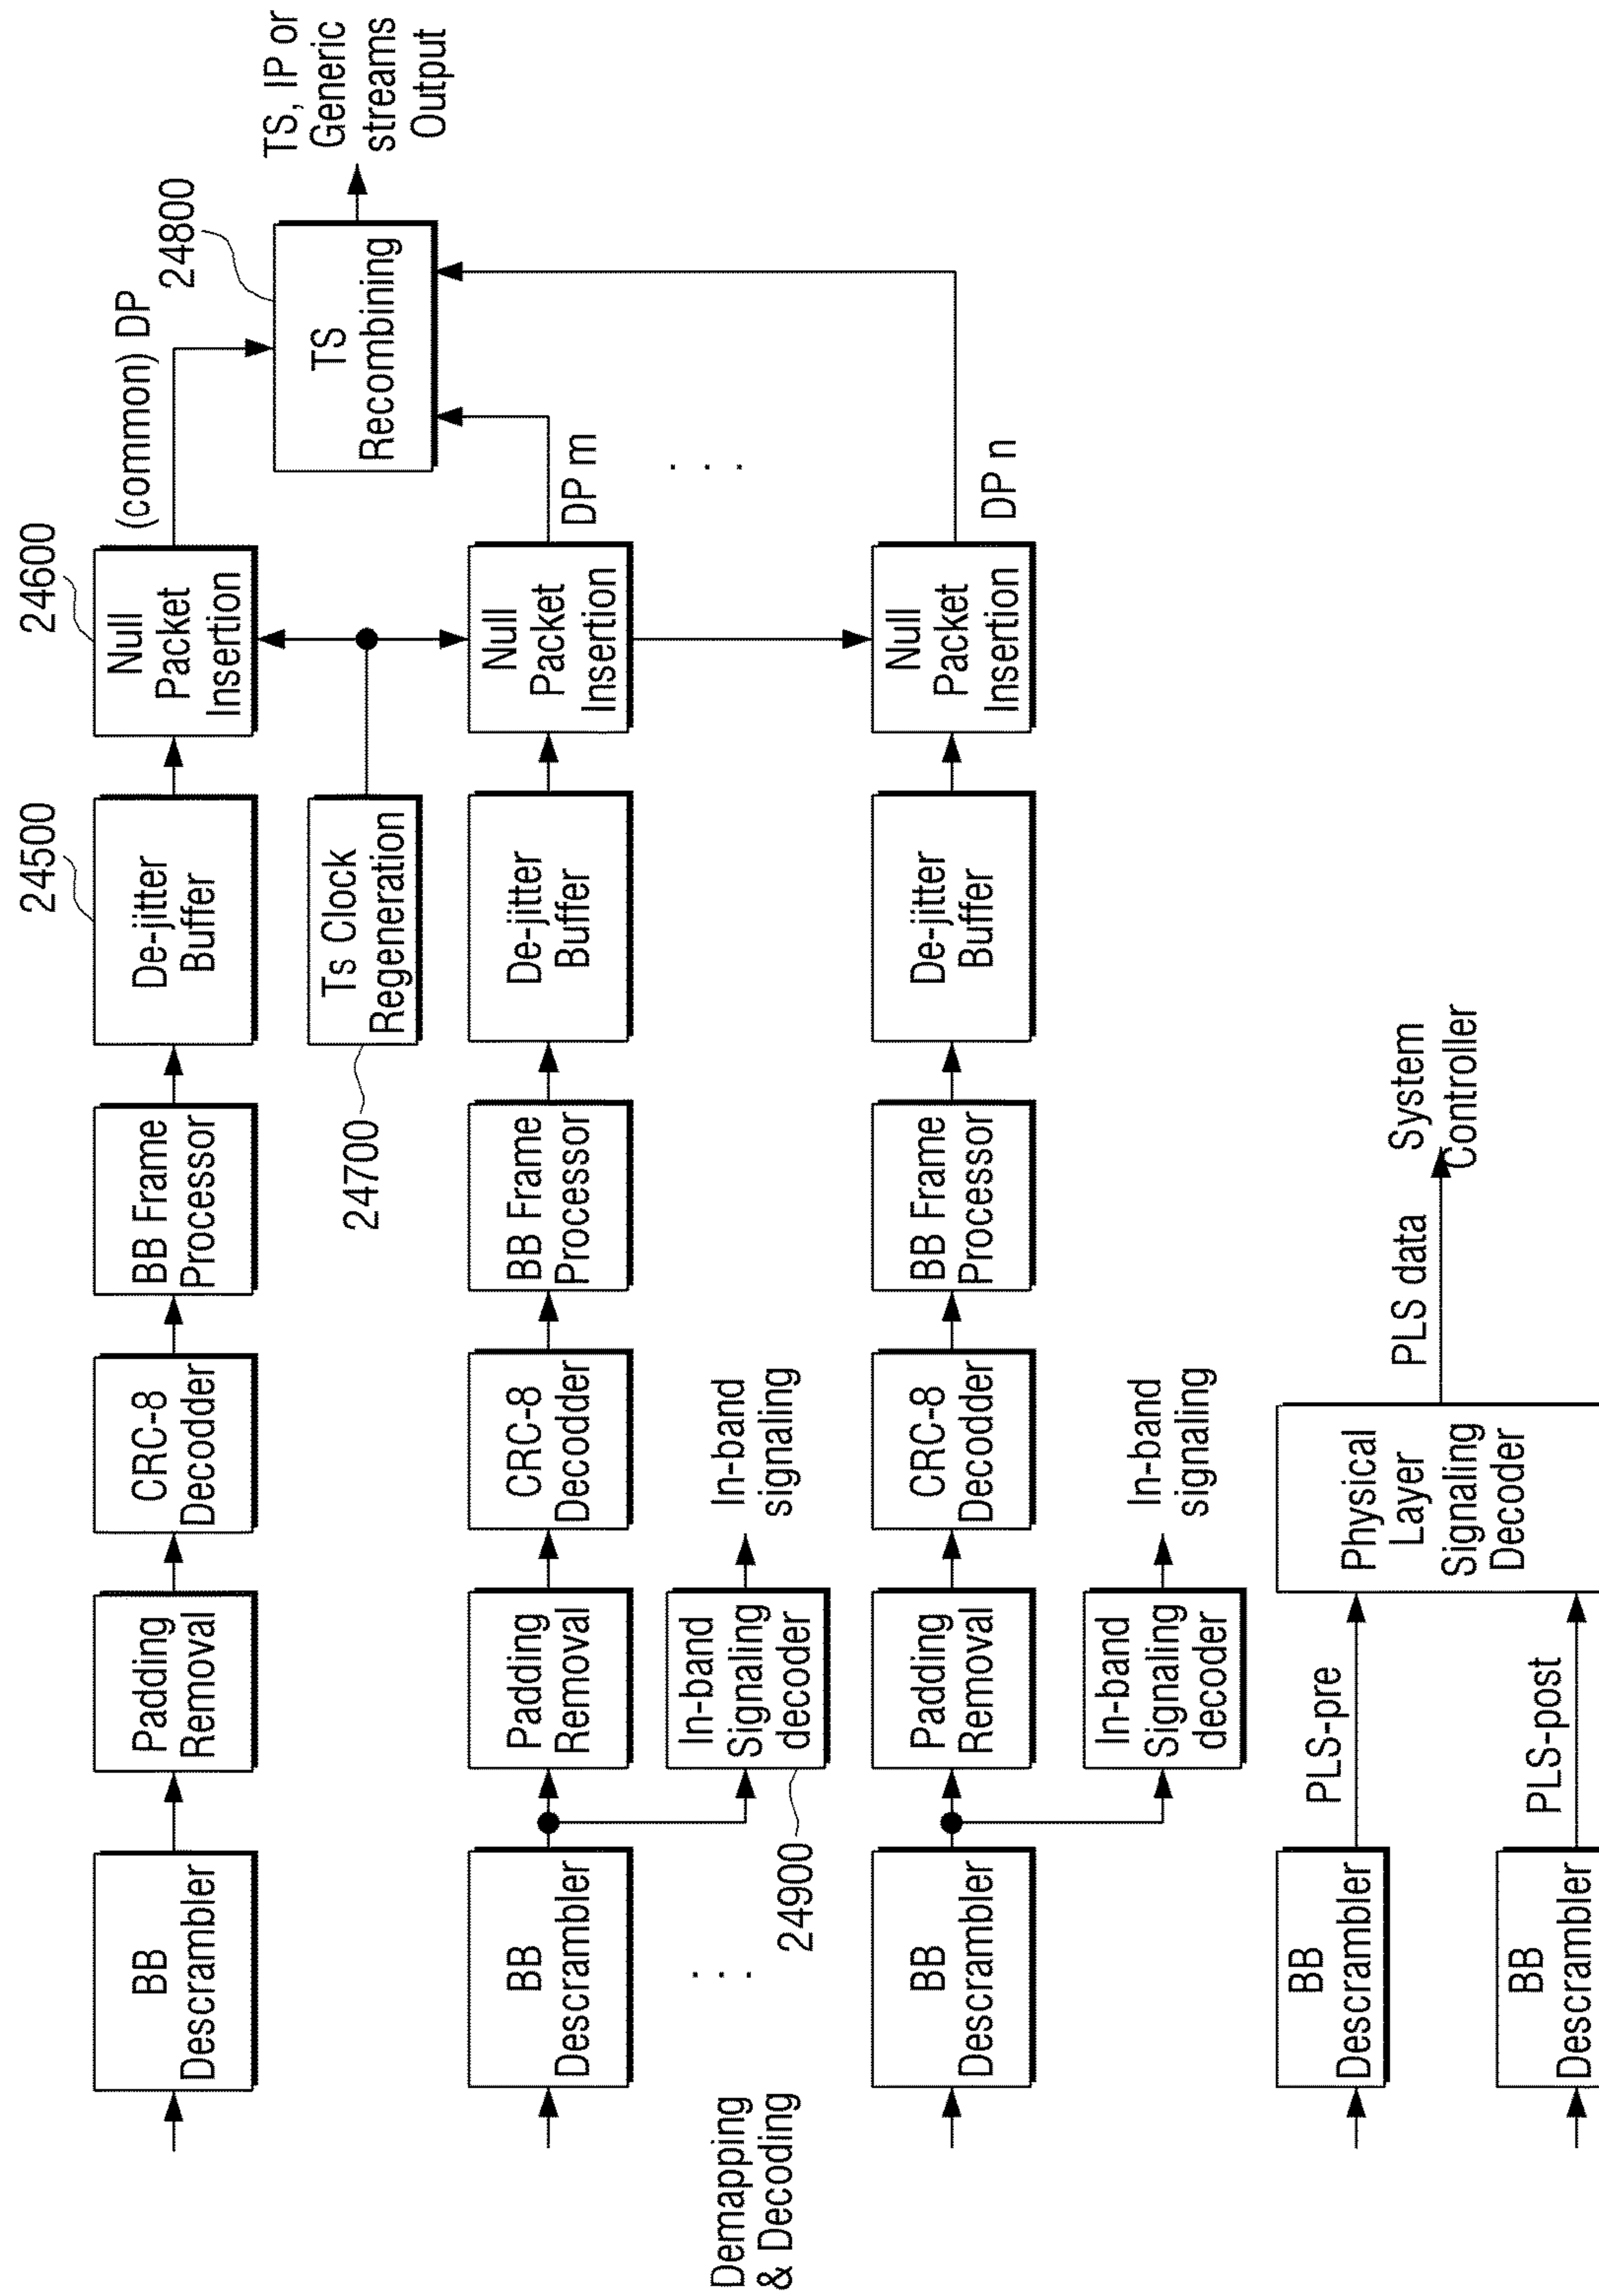 BB
Descrambler
Padding
Removal
CRC-8
Decodder
BB Frame
Processor
24500
De-jitter
Buffer
24600
Null
Packet
Insertion
(common) DP
24700
Ts Clock
Regeneration
24800
TS
Recombining
TS, IP or
Generic
streams
Output
BB
Descrambler
Padding
Removal
CRC-8
Decodder
BB Frame
Processor
De-jitter
Buffer
Null
Packet
Insertion
DP m
24900
In-band
Signaling
decoder
In-band
signaling
. . .
. . .
Demapping
& Decoding
BB
Descrambler
Padding
Removal
CRC-8
Decodder
BB Frame
Processor
De-jitter
Buffer
Null
Packet
Insertion
DP n
In-band
Signaling
decoder
In-band
signaling
BB
Descrambler
PLS-pre
Physical
Layer
Signaling
Decoder
PLS data
System
Controller
BB
Descrambler
PLS-post